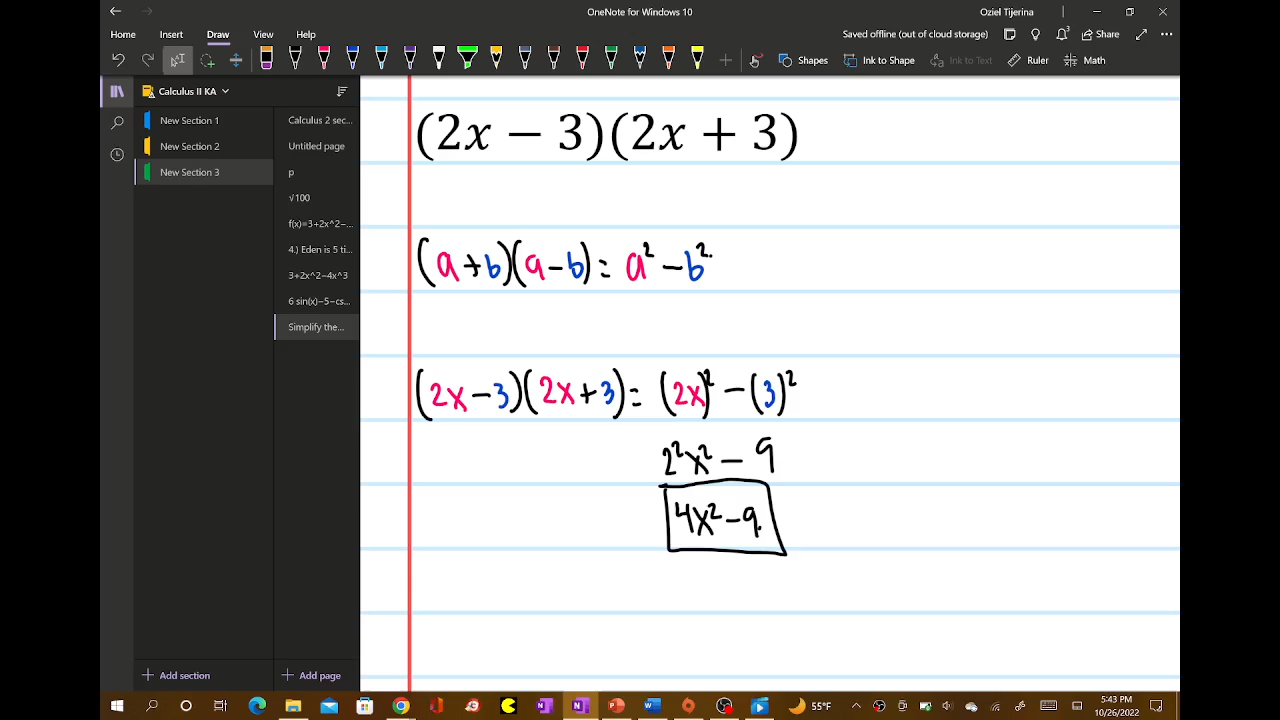 OneNote for Windows 10
Oziel Tijerina
Home Insert Draw View Help
Saved offline (out of cloud storage)
Share
Shapes Ink to Shape Ink to Text Ruler Math
Calculus II KA
New Section 1
New Section 2
New Section 3
Calculus 2 sec...
Untitled page
p
√100
f(x)=3+2x^2−...
4.) Eden is 5 ti...
3+2x^2−4x^3
6 sin(x)−5−cs...
Simplify the...
(2x − 3)(2x + 3)
(a+b)(a-b) = a² - b².
(2x-3)(2x+3) = (2x)² - (3)²
2²x² - 9
4x² - 9.
Add section
Add page
55°F
5:43 PM
10/26/2022